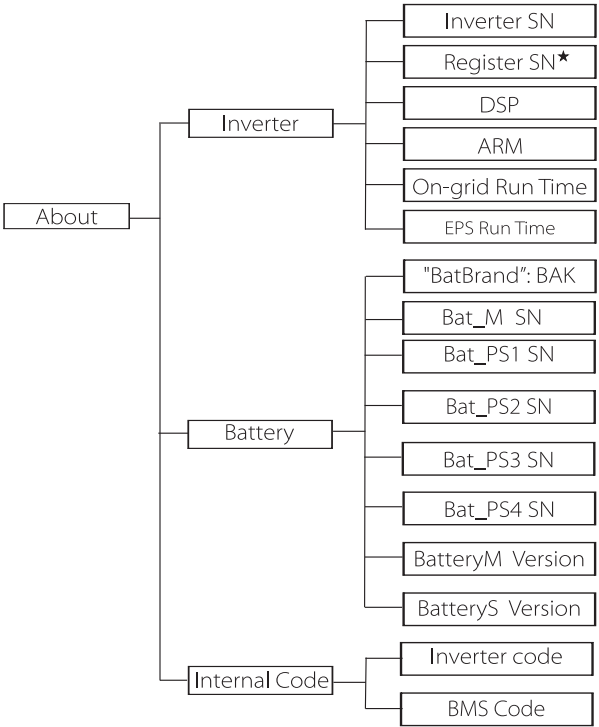 About
Inverter
Inverter SN
Register SN★
DSP
ARM
On-grid Run Time
EPS Run Time
Battery
"BatBrand”: BAK
Bat_M SN
Bat_PS1 SN
Bat_PS2 SN
Bat_PS3 SN
Bat_PS4 SN
BatteryM Version
BatteryS Version
Internal Code
Inverter code
BMS Code